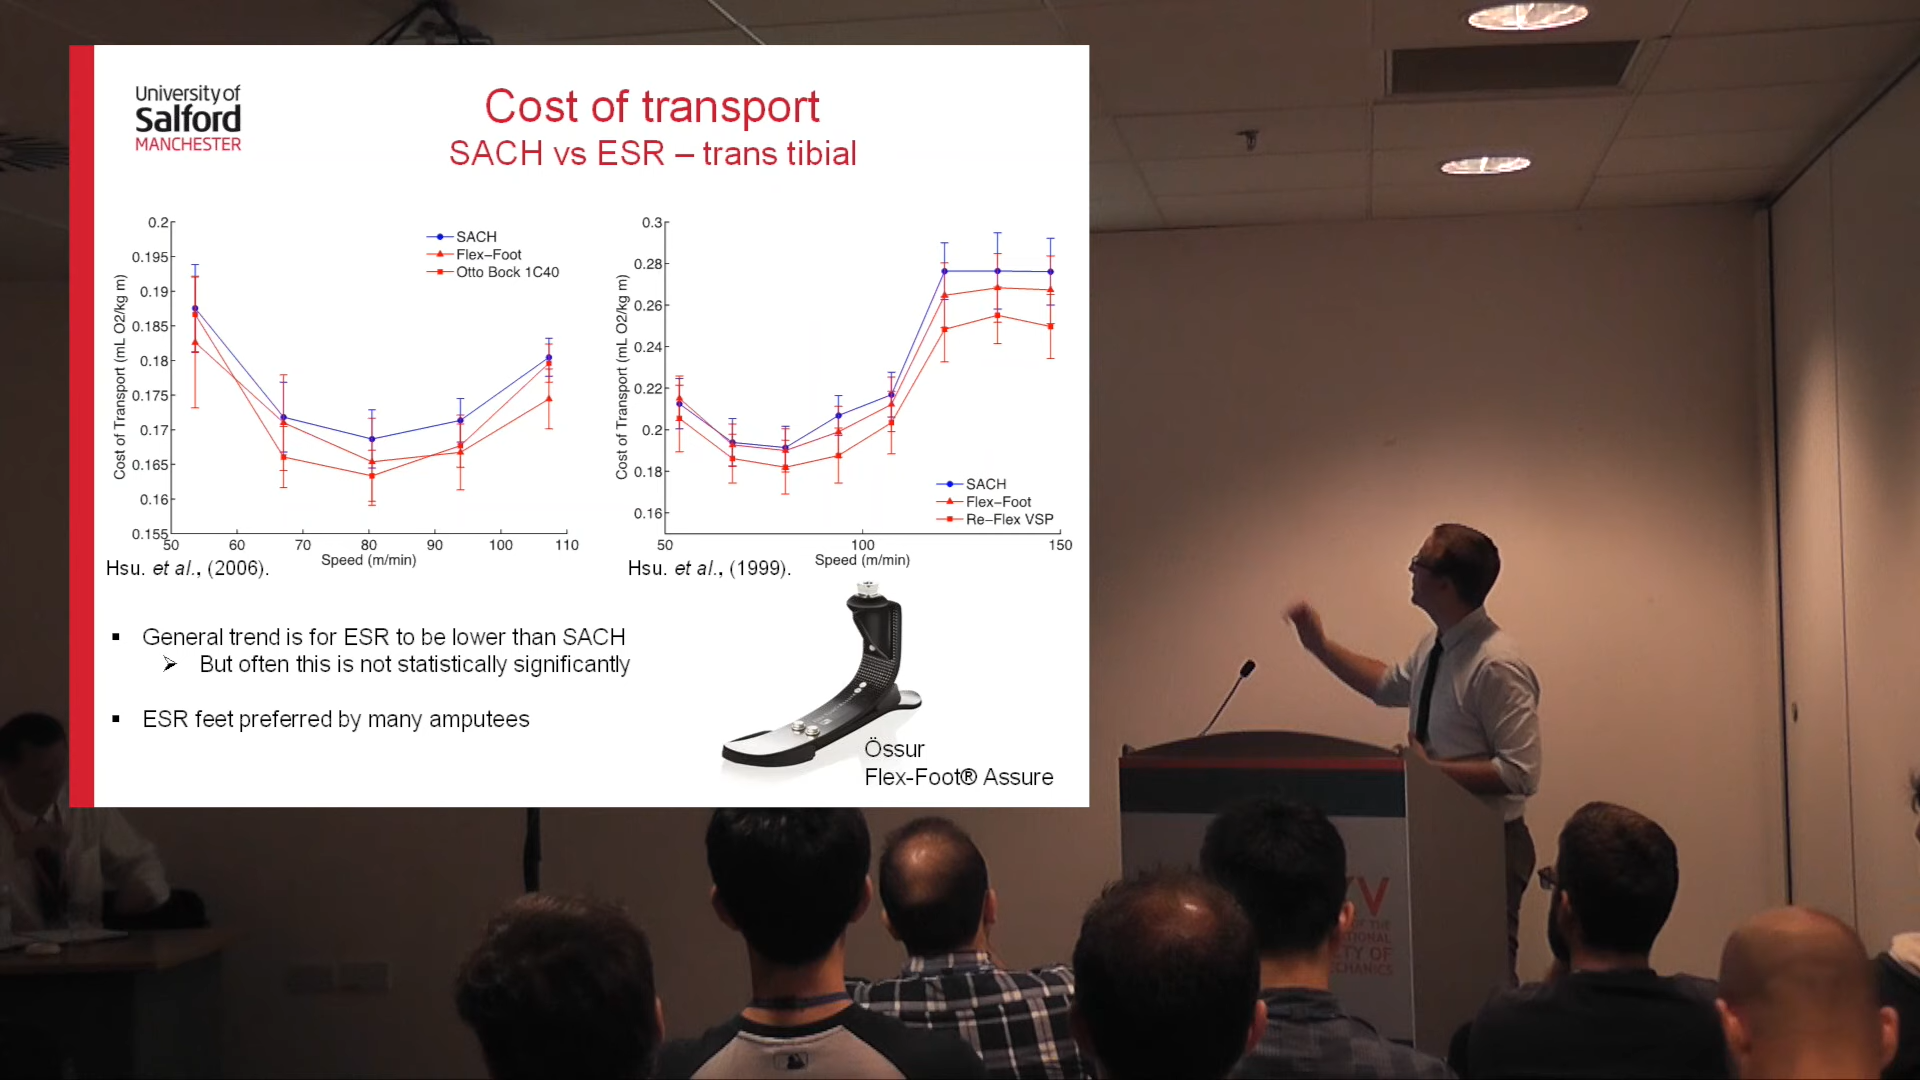 University of
Salford
MANCHESTER
Cost of transport
SACH vs ESR – trans tibial
0.2
0.195
0.19
0.185
0.18
0.175
0.17
0.165
0.16
0.155
50 60 70 80 90 100 110
Cost of Transport (mL O2/kg m)
Speed (m/min)
SACH
Flex–Foot
Otto Bock 1C40
Hsu. et al., (2006).
0.3
0.28
0.26
0.24
0.22
0.2
0.18
0.16
50 100 150
Cost of Transport (mL O2/kg m)
Speed (m/min)
SACH
Flex–Foot
Re–Flex VSP
Hsu. et al., (1999).
▪ General trend is for ESR to be lower than SACH
➢ But often this is not statistically significantly
▪ ESR feet preferred by many amputees
Össur
Flex-Foot® Assure
OF THE